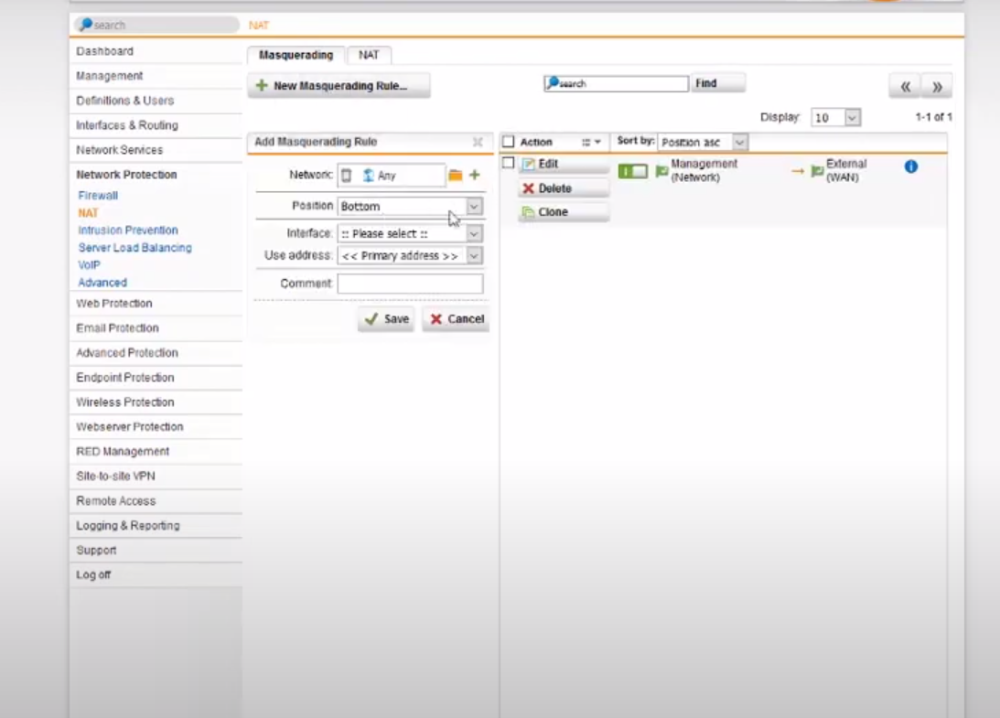 search
NAT
Dashboard
Management
Definitions & Users
Interfaces & Routing
Network Services
Network Protection
Firewall
NAT
Intrusion Prevention
Server Load Balancing
VoIP
Advanced
Web Protection
Email Protection
Advanced Protection
Endpoint Protection
Wireless Protection
Webserver Protection
RED Management
Site-to-site VPN
Remote Access
Logging & Reporting
Support
Log off
Masquerading NAT
+ New Masquerading Rule...
search Find
« »
Display: 10 1-1 of 1
Add Masquerading Rule
Network: Any
Position Bottom
Interface: :: Please select ::
Use address: << Primary address >>
Comment
Save Cancel
Action Sort by: Position asc
Edit
Delete
Clone
Management
(Network)
→ External
(WAN)